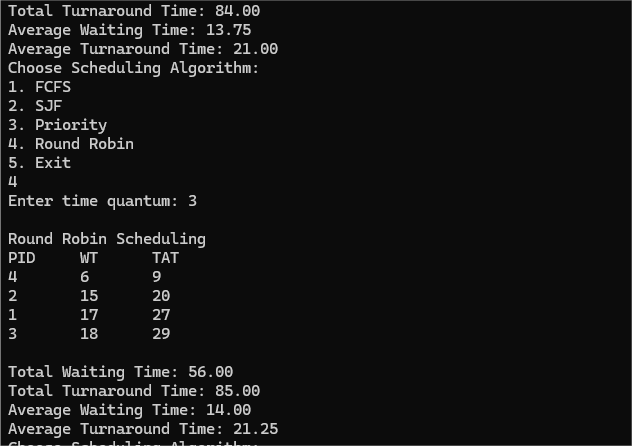 Total Turnaround Time: 84.00
Average Waiting Time: 13.75
Average Turnaround Time: 21.00
Choose Scheduling Algorithm:
1. FCFS
2. SJF
3. Priority
4. Round Robin
5. Exit
4
Enter time quantum: 3
Round Robin Scheduling
PID WT TAT
4 6 9
2 15 20
1 17 27
3 18 29
Total Waiting Time: 56.00
Total Turnaround Time: 85.00
Average Waiting Time: 14.00
Average Turnaround Time: 21.25
Choose Scheduling Algorithm: